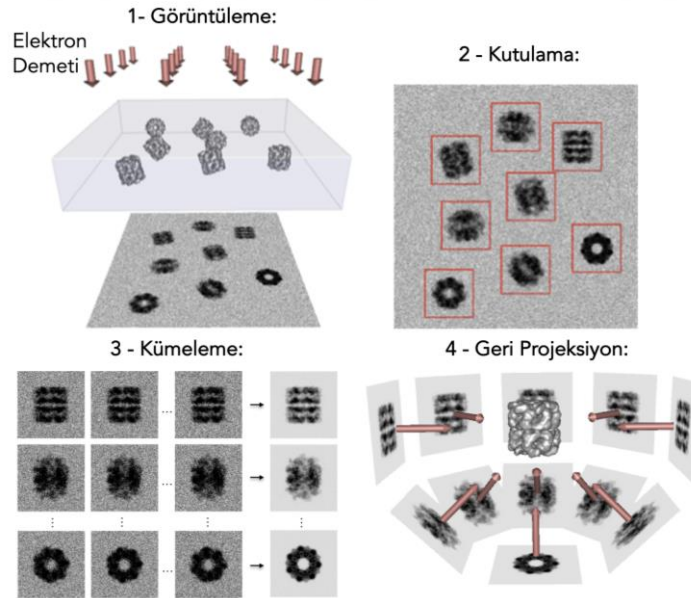 1- Görüntüleme:
Elektron
Demeti
2 - Kutulama:
3 - Kümeleme:
...
...
...
4 - Geri Projeksiyon: